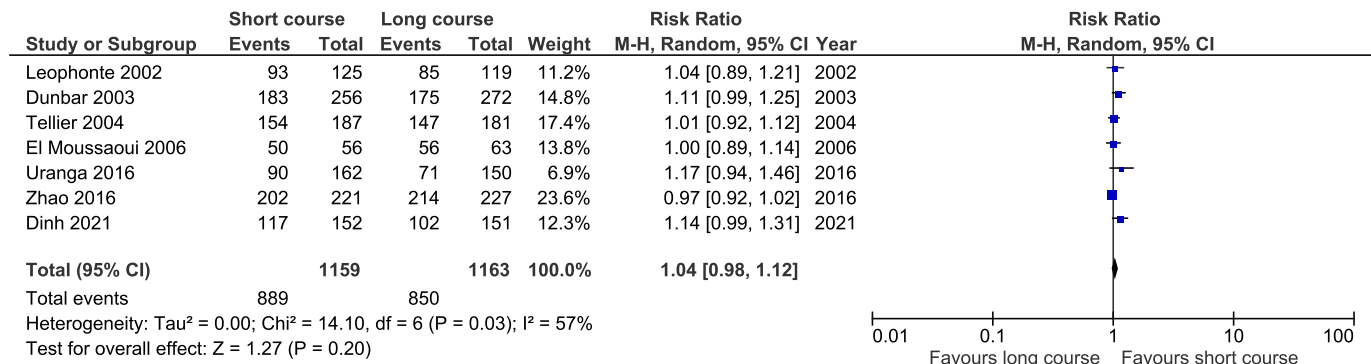 Short course Long course Risk Ratio Risk Ratio
Study or Subgroup Events Total Events Total Weight M-H, Random, 95% CI Year M-H, Random, 95% CI
Leophonte 2002 93 125 85 119 11.2% 1.04 [0.89, 1.21] 2002
Dunbar 2003 183 256 175 272 14.8% 1.11 [0.99, 1.25] 2003
Tellier 2004 154 187 147 181 17.4% 1.01 [0.92, 1.12] 2004
El Moussaoui 2006 50 56 56 63 13.8% 1.00 [0.89, 1.14] 2006
Uranga 2016 90 162 71 150 6.9% 1.17 [0.94, 1.46] 2016
Zhao 2016 202 221 214 227 23.6% 0.97 [0.92, 1.02] 2016
Dinh 2021 117 152 102 151 12.3% 1.14 [0.99, 1.31] 2021
Total (95% CI) 1159 1163 100.0% 1.04 [0.98, 1.12]
Total events 889 850
Heterogeneity: Tau² = 0.00; Chi² = 14.10, df = 6 (P = 0.03); I² = 57%
Test for overall effect: Z = 1.27 (P = 0.20)
0.01 0.1 1 10 100
Favours long course Favours short course